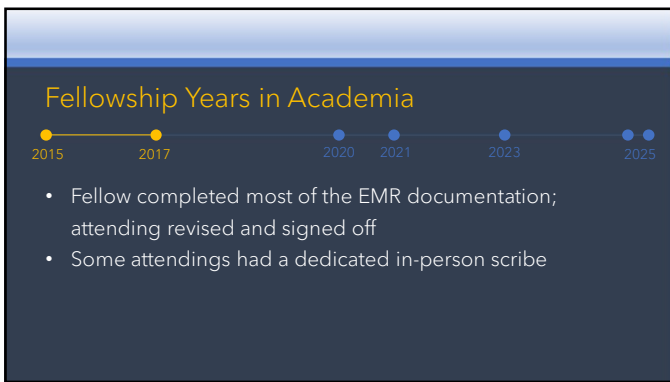 Fellowship Years in Academia
2015 2017 2020 2021 2023 2025
• Fellow completed most of the EMR documentation;
attending revised and signed off
• Some attendings had a dedicated in-person scribe